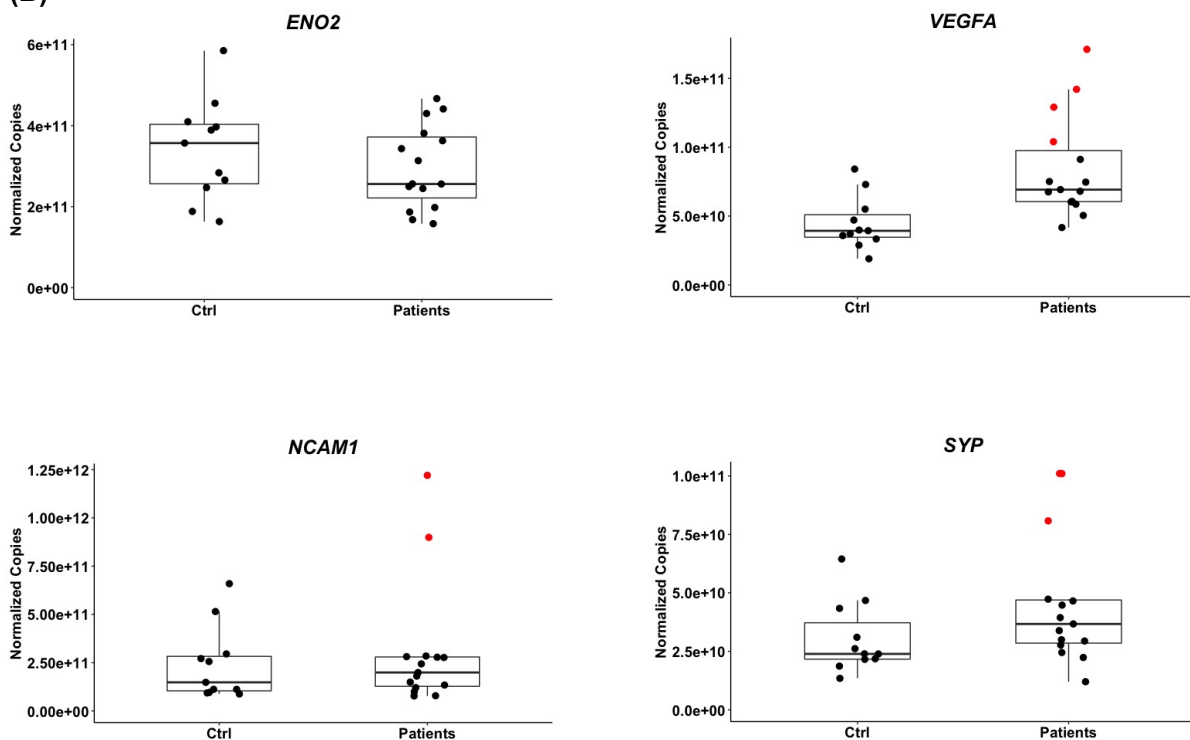 (B)
ENO2
Normalized Copies
6e+11
4e+11
2e+11
0e+00
Ctrl Patients
VEGFA
Normalized Copies
1.5e+11
1.0e+11
5.0e+10
0.0e+00
Ctrl Patients
NCAM1
Normalized Copies
1.25e+12
1.00e+12
7.50e+11
5.00e+11
2.50e+11
0.00e+00
Ctrl Patients
SYP
Normalized Copies
1.0e+11
7.5e+10
5.0e+10
2.5e+10
0.0e+00
Ctrl Patients